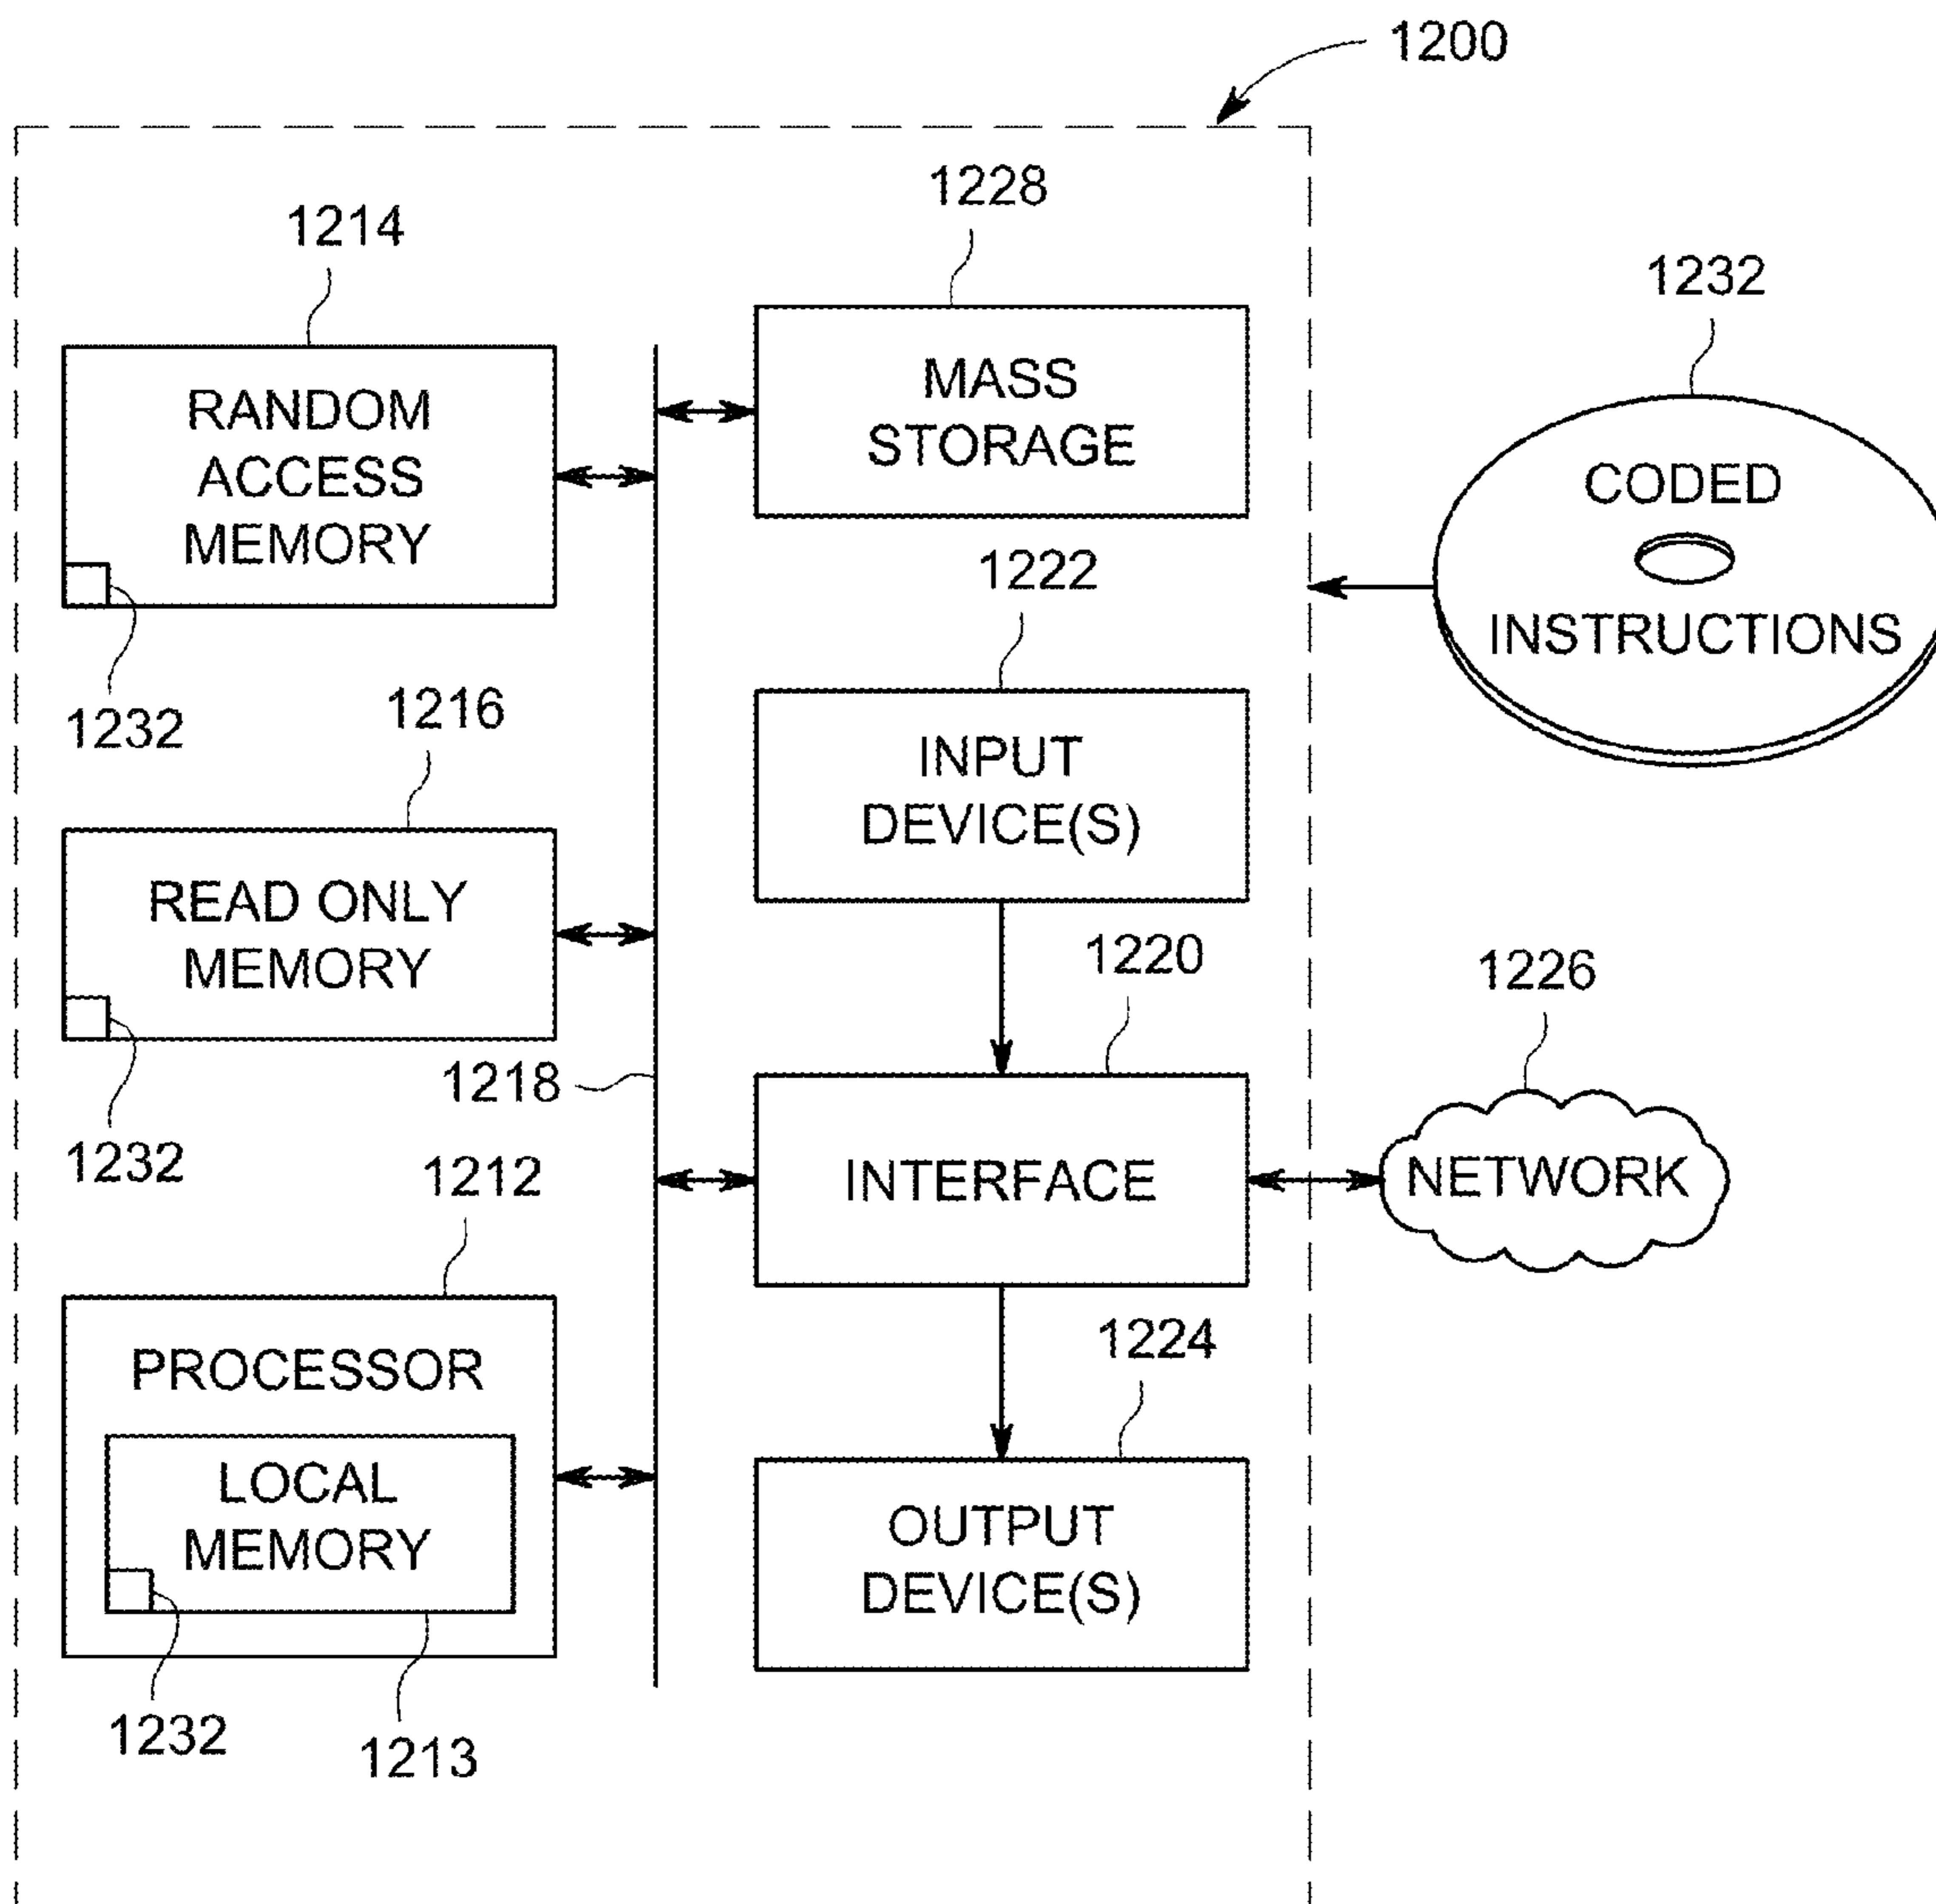 1200
1228
1214
1232
MASS
STORAGE
RANDOM
ACCESS
MEMORY
CODED
INSTRUCTIONS
1222
1232
1216
INPUT
DEVICE(S)
READ ONLY
MEMORY
1220
1226
1218
1232
1212
INTERFACE
NETWORK
1224
PROCESSOR
LOCAL
MEMORY
OUTPUT
DEVICE(S)
1232
1213